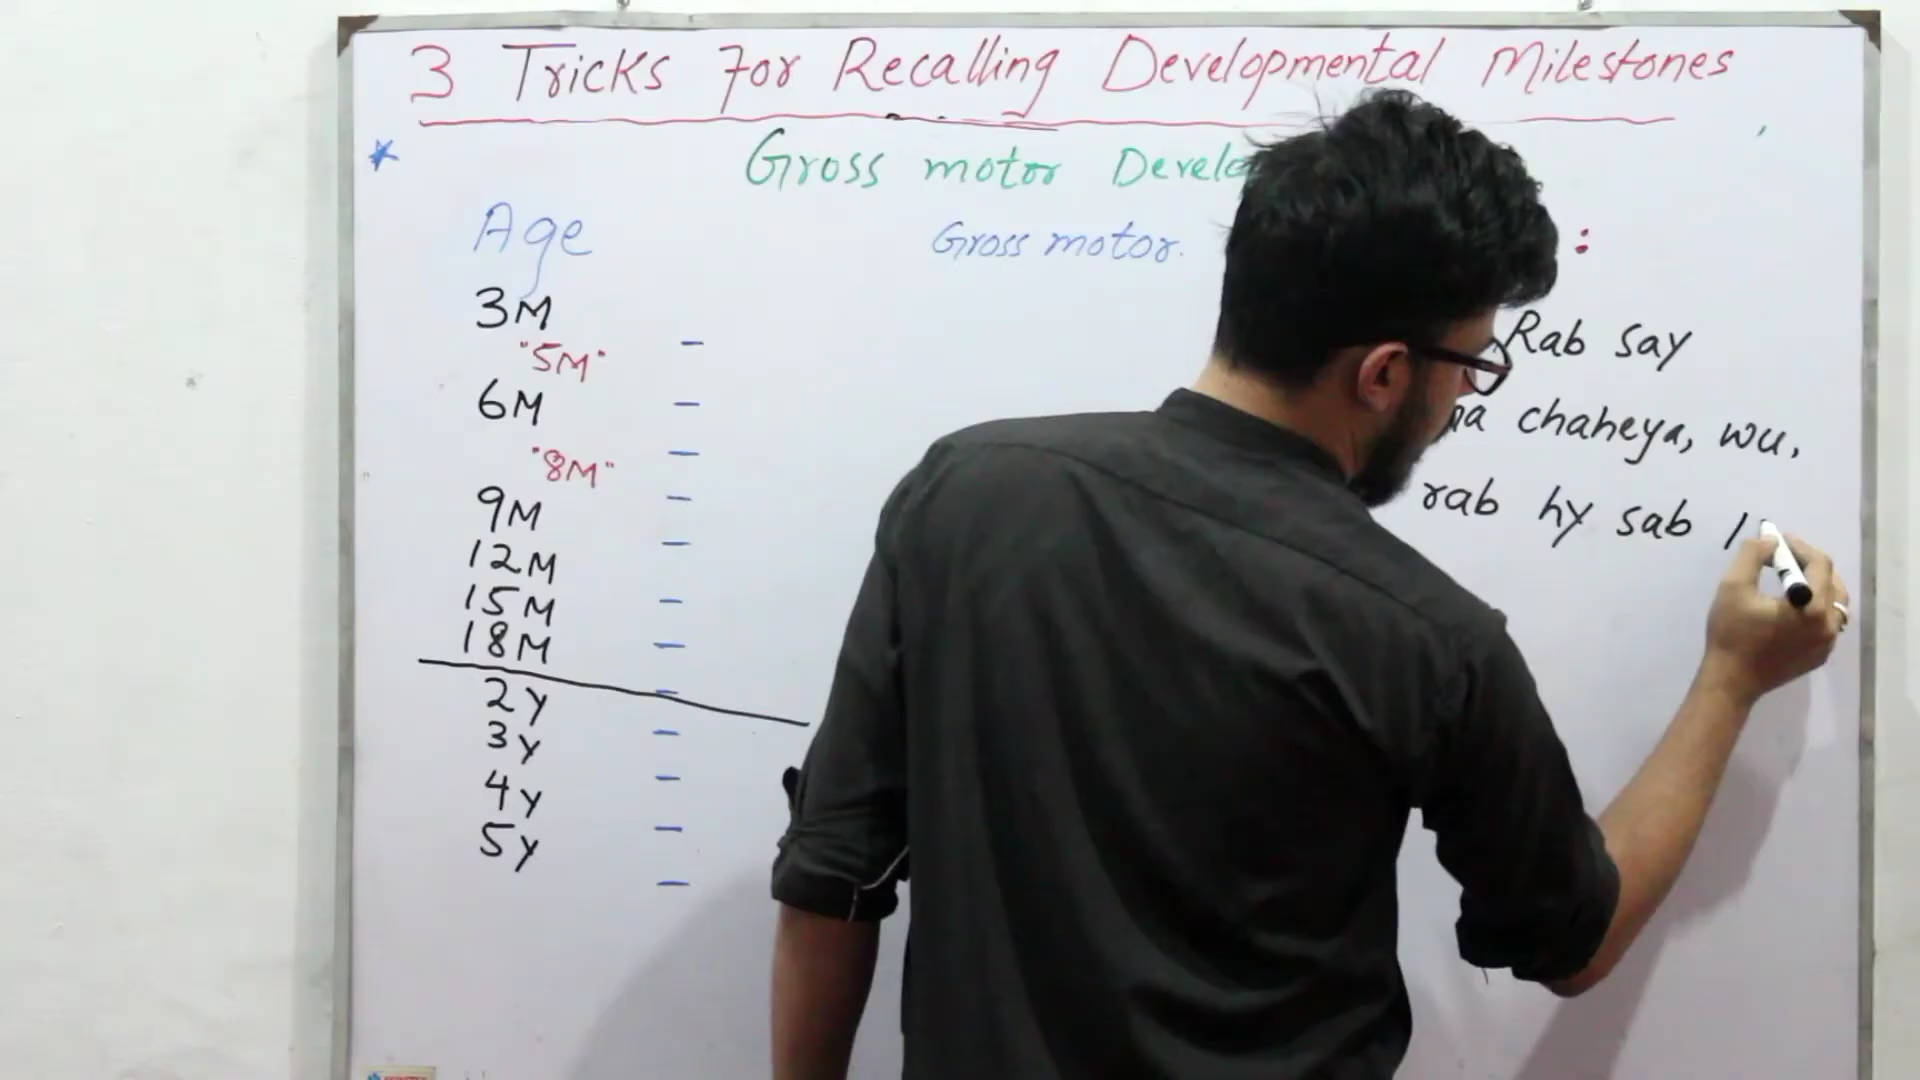 3 Tricks for Recalling Developmental Milestones
Gross motor
Age
Gross motor. :
3M
"5M"
6M
"8M"
9M
12M
15M
18M
2Y
3Y
4Y
5Y
Rab say
chaheya, wu,
rab hy sab